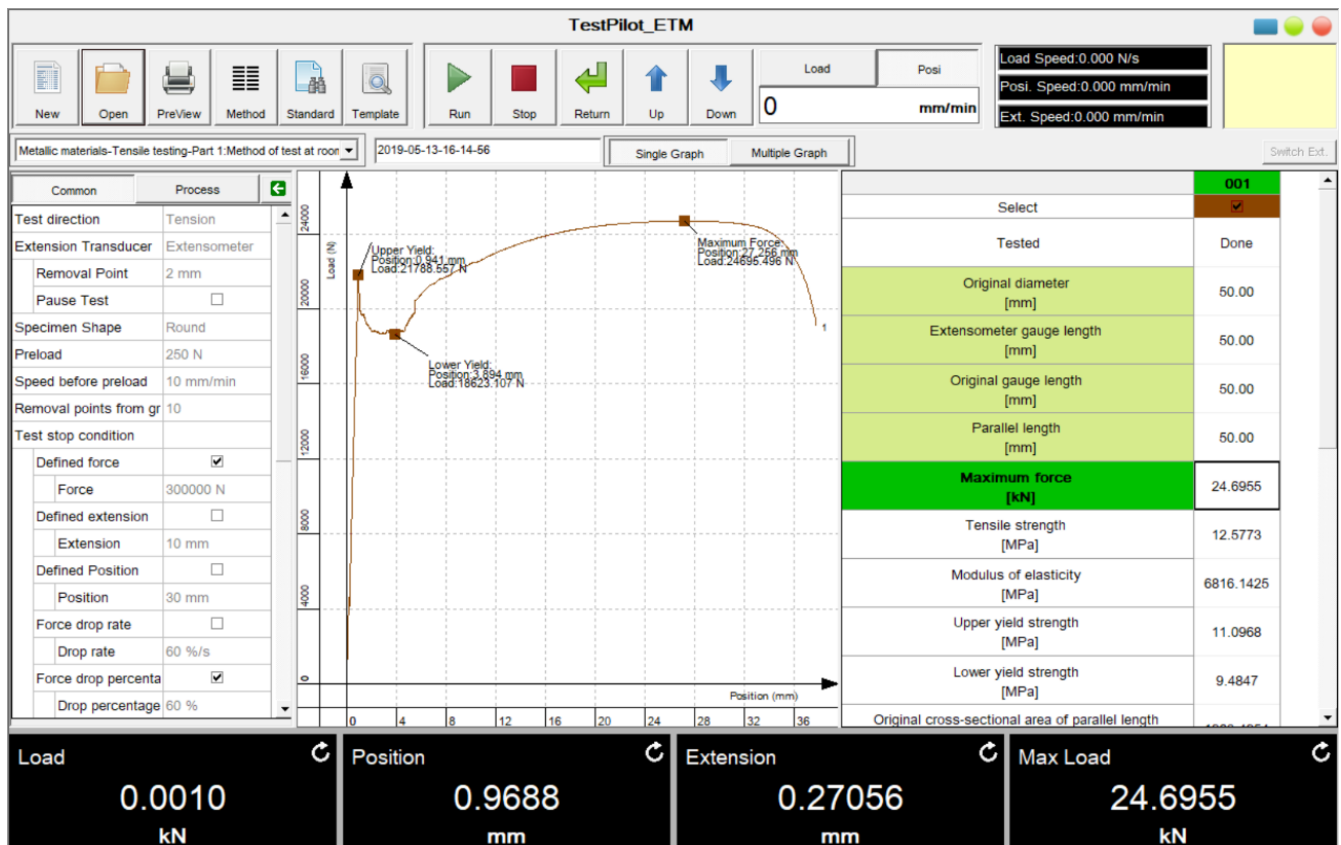 TestPilot_ETM
New
Open
PreView
Method
Standard
Template
Run
Stop
Return
Up
Down
Load
Posi
0
mm/min
Load Speed:0.000 N/s
Posi. Speed:0.000 mm/min
Ext. Speed:0.000 mm/min
Metallic materials-Tensile testing-Part 1:Method of test at roor
2019-05-13-16-14-56
Single Graph
Multiple Graph
Switch Ext.
Common
Process
Test direction Tension
Extension Transducer Extensometer
Removal Point 2 mm
Pause Test
Specimen Shape Round
Preload 250 N
Speed before preload 10 mm/min
Removal points from gr 10
Test stop condition
Defined force
Force 300000 N
Defined extension
Extension 10 mm
Defined Position
Position 30 mm
Force drop rate
Drop rate 60 %/s
Force drop percenta
Drop percentage 60 %
Load (N)
24000
20000
16000
12000
8000
4000
0
Upper Yield:
Position:0.941 mm
Load:21788.557 N
Maximum Force:
Position:27.256 mm
Load:24695.496 N
Lower Yield:
Position:3.894 mm
Load:18623.107 N
1
Position (mm)
0 4 8 12 16 20 24 28 32 36
001
Select
Tested Done
Original diameter
[mm] 50.00
Extensometer gauge length
[mm] 50.00
Original gauge length
[mm] 50.00
Parallel length
[mm] 50.00
Maximum force
[kN] 24.6955
Tensile strength
[MPa] 12.5773
Modulus of elasticity
[MPa] 6816.1425
Upper yield strength
[MPa] 11.0968
Lower yield strength
[MPa] 9.4847
Original cross-sectional area of parallel length
Load
0.0010
kN
Position
0.9688
mm
Extension
0.27056
mm
Max Load
24.6955
kN